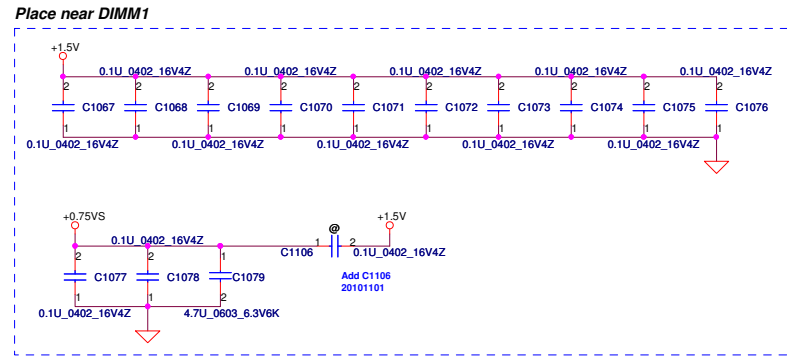 Place near DIMM1
+1.5V
0.1U_0402_16V4Z 0.1U_0402_16V4Z 0.1U_0402_16V4Z 0.1U_0402_16V4Z 0.1U_0402_16V4Z
2 2 2 2 2 2 2 2 2 2
C1067 C1068 C1069 C1070 C1071 C1072 C1073 C1074 C1075 C1076
1 1 1 1 1 1 1 1 1 1
0.1U_0402_16V4Z 0.1U_0402_16V4Z 0.1U_0402_16V4Z 0.1U_0402_16V4Z 0.1U_0402_16V4Z
+0.75VS +1.5V
@
0.1U_0402_16V4Z 1 2
C1106 0.1U_0402_16V4Z
2 2 1
C1077 C1078 C1079
Add C1106
20101101
1 1 2
0.1U_0402_16V4Z 4.7U_0603_6.3V6K